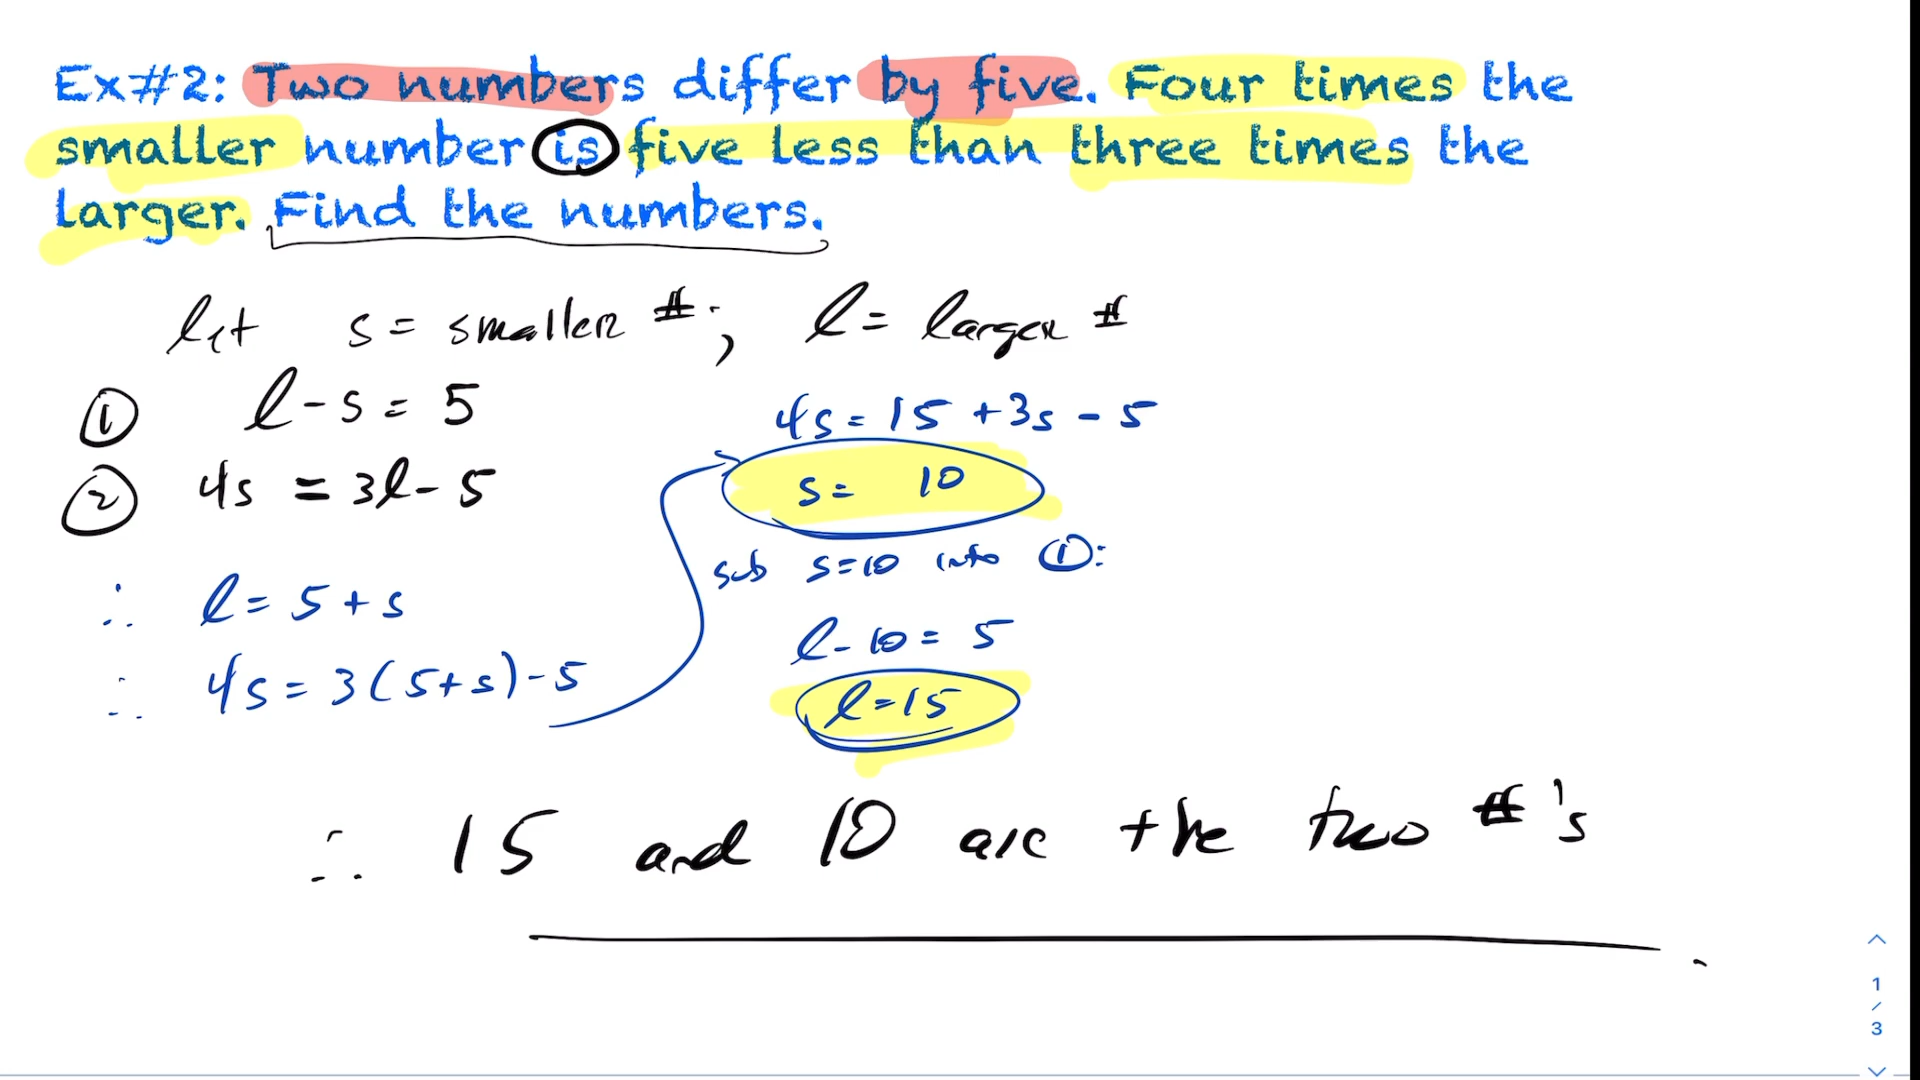 Ex#2: Two numbers differ by five. Four times the
smaller number is five less than three times the
larger. Find the numbers.
let s = smaller #; l = larger #
① l - s = 5
② 4s = 3l - 5
∴ l = 5 + s
∴ 4s = 3(5+s) - 5
4s = 15 + 3s - 5
s = 10
sub s=10 into ①:
l - 10 = 5
l = 15
∴ 15 and 10 are the two #'s
1
/
3